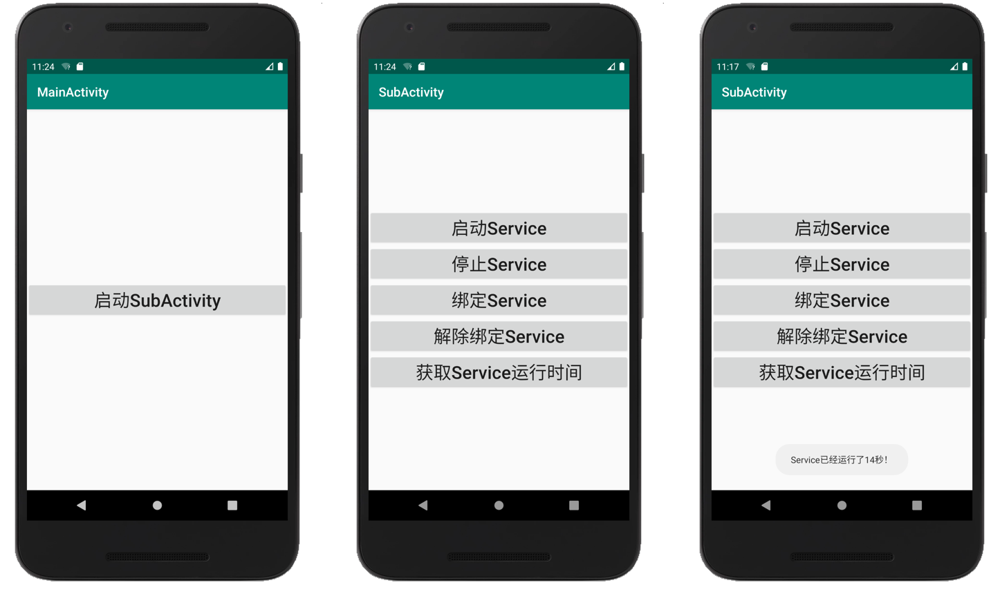 11:24
MainActivity
启动SubActivity
11:24
SubActivity
启动Service
停止Service
绑定Service
解除绑定Service
获取Service运行时间
11:17
SubActivity
启动Service
停止Service
绑定Service
解除绑定Service
获取Service运行时间
Service已经运行了14秒！